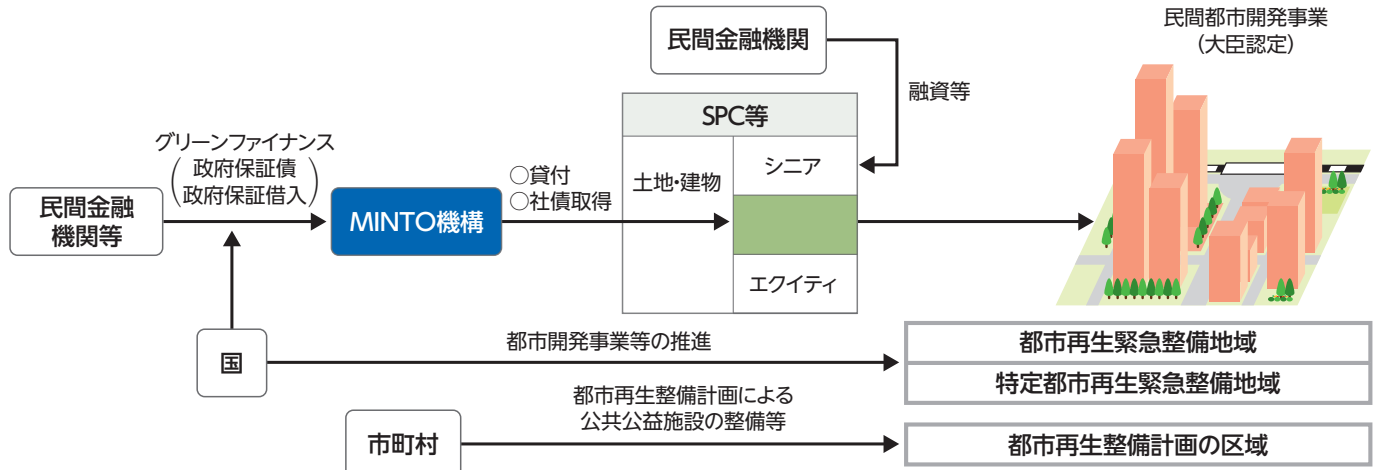 民間都市開発事業
（大臣認定）
民間金融機関
融資等
SPC等
グリーンファイナンス
政府保証債
政府保証借入
○貸付
○社債取得
土地・建物
シニア
民間金融
機関等
MINTO機構
エクイティ
国
都市開発事業等の推進
都市再生緊急整備地域
特定都市再生緊急整備地域
都市再生整備計画による
公共公益施設の整備等
市町村
都市再生整備計画の区域